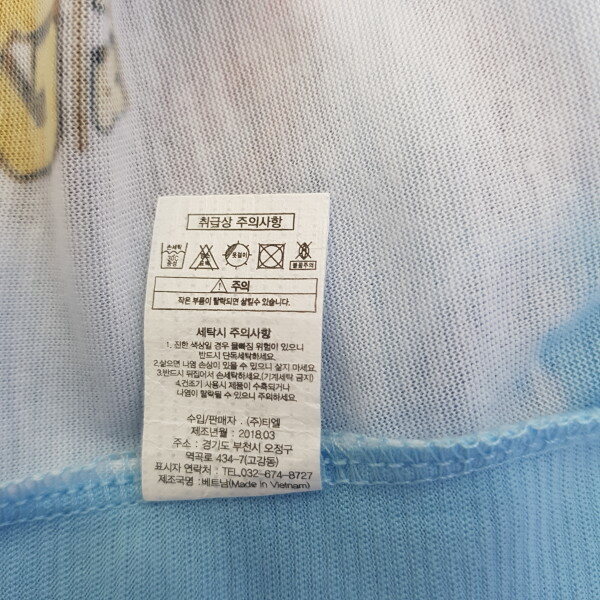 취급상 주의사항
손세탁
중성
표백
옷걸이
불꽃주의
주의
작은 부품이 탈락되면 삼킬수 있습니다.
세탁시 주의사항
1. 진한 색상일 경우 물빠짐 위험이 있으니
반드시 단독세탁하세요.
2.삶으면 나염 손상이 있을 수 있으니 삶지 마세요.
3.반드시 뒤집어서 손세탁하세요.(기계세탁 금지)
4.건조기 사용시 제품이 수축되거나
나염이 탈락될 수 있으니 주의하세요.
수입/판매자 . (주)티엘
제조년월 : 2018.03
주소 : 경기도 부천시 오정구
역곡로 434-7(고강동)
표시자 연락처 : TEL.032-674-8727
제조국명 : 베트남(Made in Vietnam)